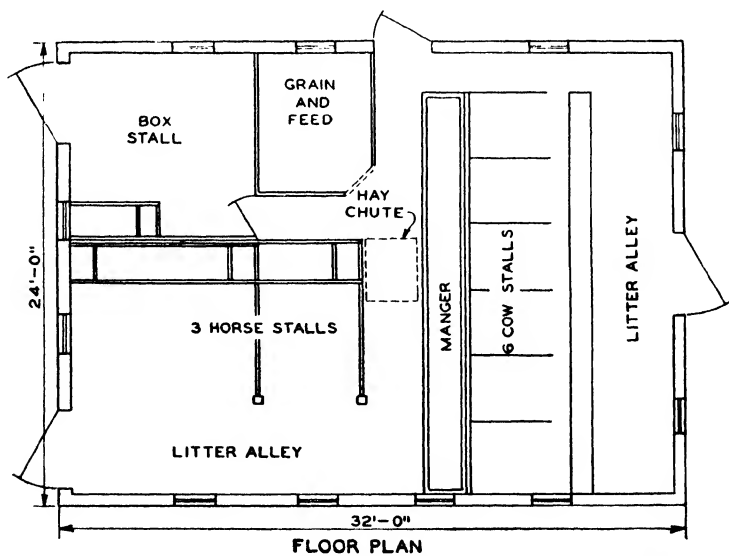 BOX
STALL
GRAIN
AND
FEED
HAY
CHUTE
24'-0"
3 HORSE STALLS
MANGER
6 COW STALLS
LITTER ALLEY
LITTER ALLEY
32'-0"
FLOOR PLAN